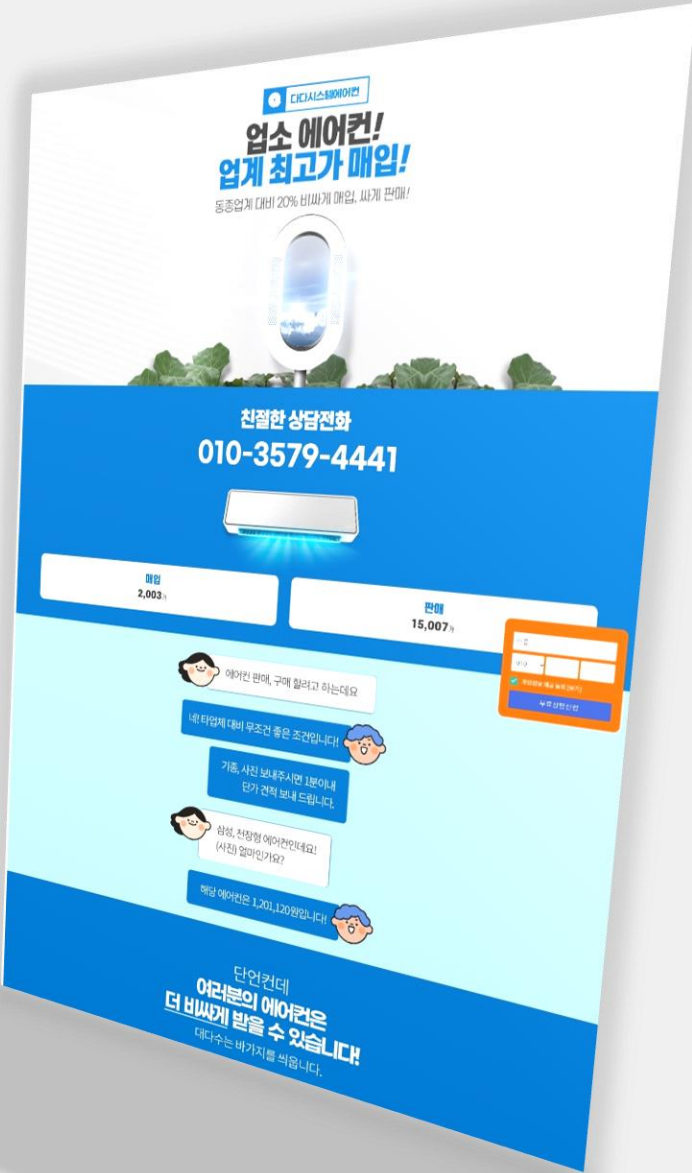 다다시스템에어컨
업소 에어컨!
업계 최고가 매입!
동종업계 대비 20% 비싸게 매입, 싸게 판매!
친절한 상담전화
010-3579-4441
매입
2,003
판매
15,007
010
무료상담신청
에어컨 판매, 구매 할려고 하는데요
네! 타업체 대비 무조건 좋은 조건입니다!
기종, 사진 보내주시면 1분이내
단가 견적 보내 드립니다.
삼성, 천장형 에어컨인데요!
(사진) 얼마인가요?
해당 에어컨은 1,201,120원입니다!
단언컨데
여러분의 에어컨은
더 비싸게 받을 수 있습니다!
대다수는 바가지를 씌웁니다.